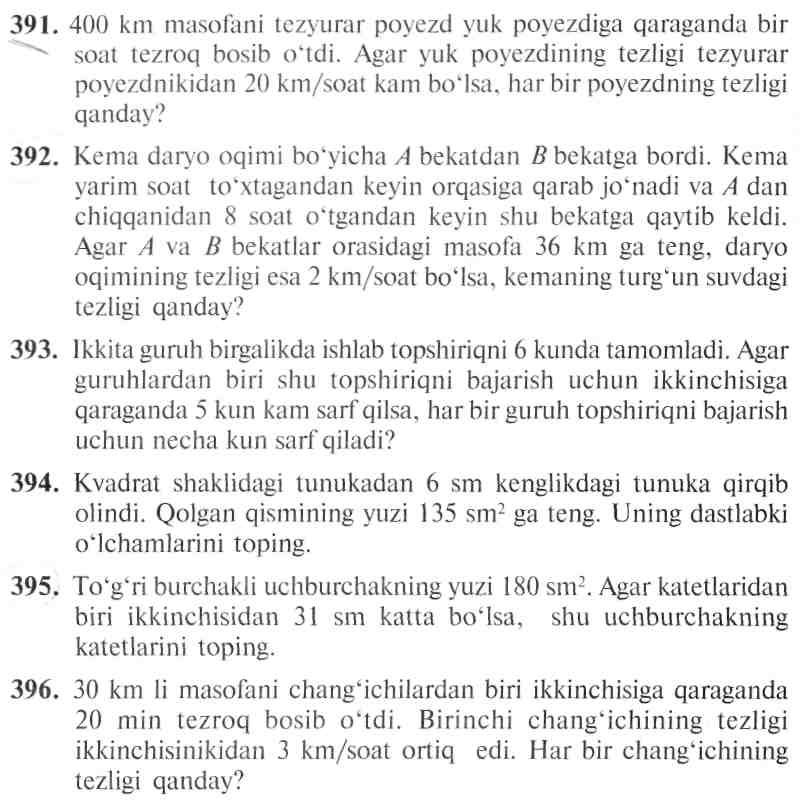 391. 400 km masofani tezyurar poyezd yuk poyezdiga qaraganda bir
soat tezroq bosib o‘tdi. Agar yuk poyezdining tezligi tezyurar
poyezdnikidan 20 km/soat kam bo‘lsa, har bir poyezdning tezligi
qanday?
392. Kema daryo oqimi bo‘yicha A bekatdan B bekatga bordi. Kema
yarim soat to‘xtagandan keyin orqasiga qarab jo‘nadi va A dan
chiqqanidan 8 soat o‘tgandan keyin shu bekatga qaytib keldi.
Agar A va B bekatlar orasidagi masofa 36 km ga teng, daryo
oqimining tezligi esa 2 km/soat bo‘lsa, kemaning turg‘un suvdagi
tezligi qanday?
393. Ikkita guruh birgalikda ishlab topshiriqni 6 kunda tamomladi. Agar
guruhlardan biri shu topshiriqni bajarish uchun ikkinchisiga
qaraganda 5 kun kam sarf qilsa, har bir guruh topshiriqni bajarish
uchun necha kun sarf qiladi?
394. Kvadrat shaklidagi tunukadan 6 sm kenglikdagi tunuka qirqib
olindi. Qolgan qismining yuzi 135 sm² ga teng. Uning dastlabki
o‘lchamlarini toping.
395. To‘g‘ri burchakli uchburchakning yuzi 180 sm². Agar katetlaridan
biri ikkinchisidan 31 sm katta bo‘lsa, shu uchburchakning
katetlarini toping.
396. 30 km li masofani chang‘ichilardan biri ikkinchisiga qaraganda
20 min tezroq bosib o‘tdi. Birinchi chang‘ichining tezligi
ikkinchisinikidan 3 km/soat ortiq edi. Har bir chang‘ichining
tezligi qanday?